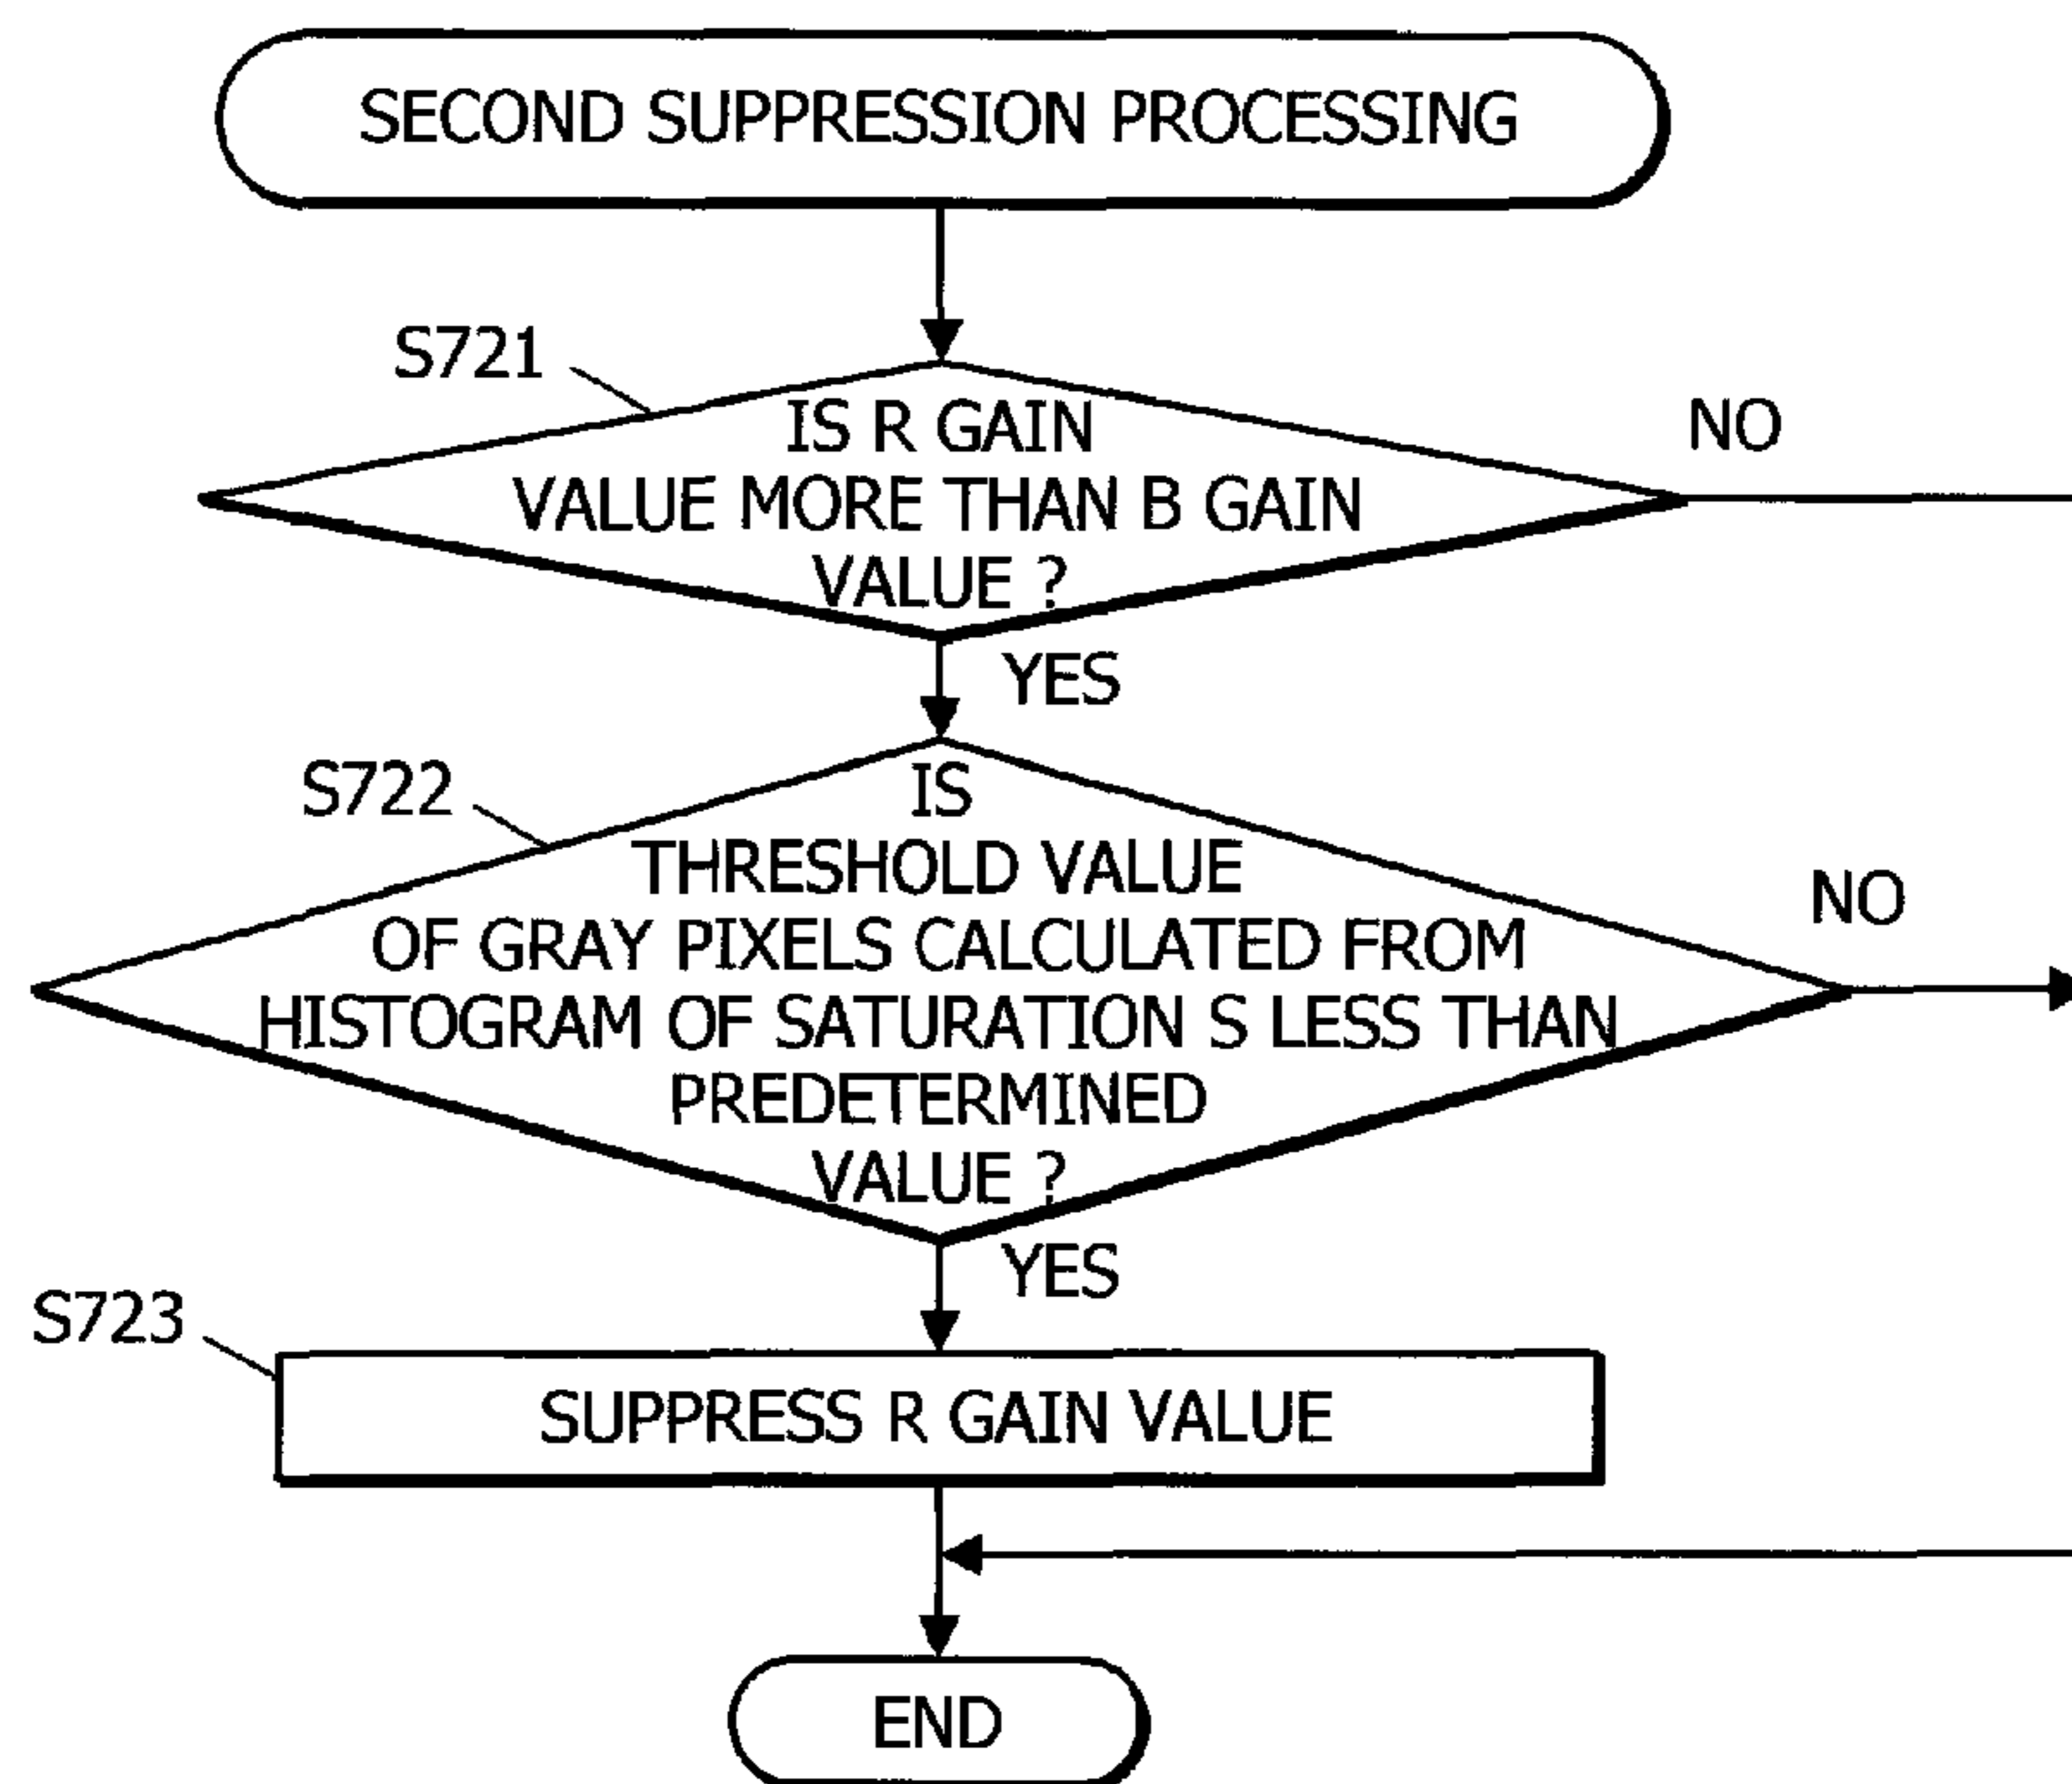 SECOND SUPPRESSION PROCESSING
S721
IS R GAIN
VALUE MORE THAN B GAIN
VALUE ?
NO
YES
S722
IS
THRESHOLD VALUE
OF GRAY PIXELS CALCULATED FROM
HISTOGRAM OF SATURATION S LESS THAN
PREDETERMINED
VALUE ?
NO
YES
S723
SUPPRESS R GAIN VALUE
END